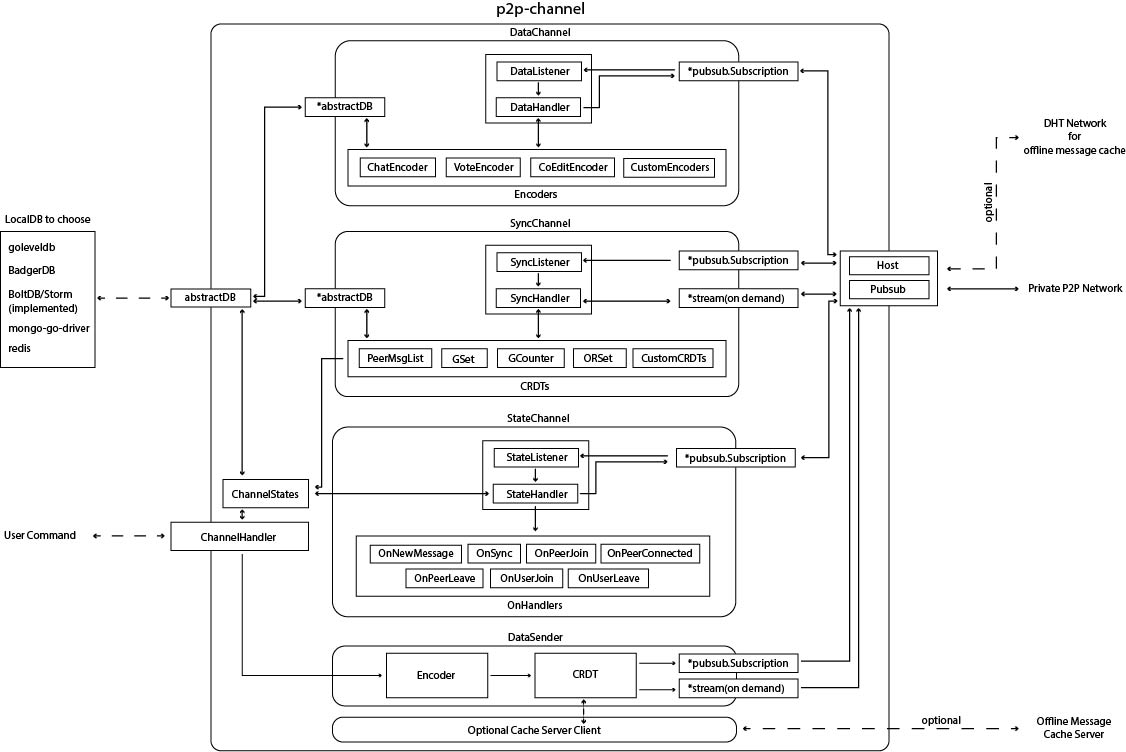 p2p-channel
DataChannel
DataListener
*pubsub.Subscription
*abstractDB
DataHandler
ChatEncoder
VoteEncoder
CoEditEncoder
CustomEncoders
Encoders
DHT Network
for
offline message cache
optional
LocalDB to choose
goleveldb
BadgerDB
BoltDB/Storm
(implemented)
mongo-go-driver
redis
abstractDB
SyncChannel
SyncListener
*pubsub.Subscription
*abstractDB
SyncHandler
*stream(on demand)
PeerMsgList
GSet
GCounter
ORSet
CustomCRDTs
CRDTs
Host
Pubsub
Private P2P Network
StateChannel
StateListener
*pubsub.Subscription
StateHandler
ChannelStates
User Command
ChannelHandler
OnNewMessage
OnSync
OnPeerJoin
OnPeerConnected
OnPeerLeave
OnUserJoin
OnUserLeave
OnHandlers
DataSender
Encoder
CRDT
*pubsub.Subscription
*stream(on demand)
Optional Cache Server Client
optional
Offline Message
Cache Server